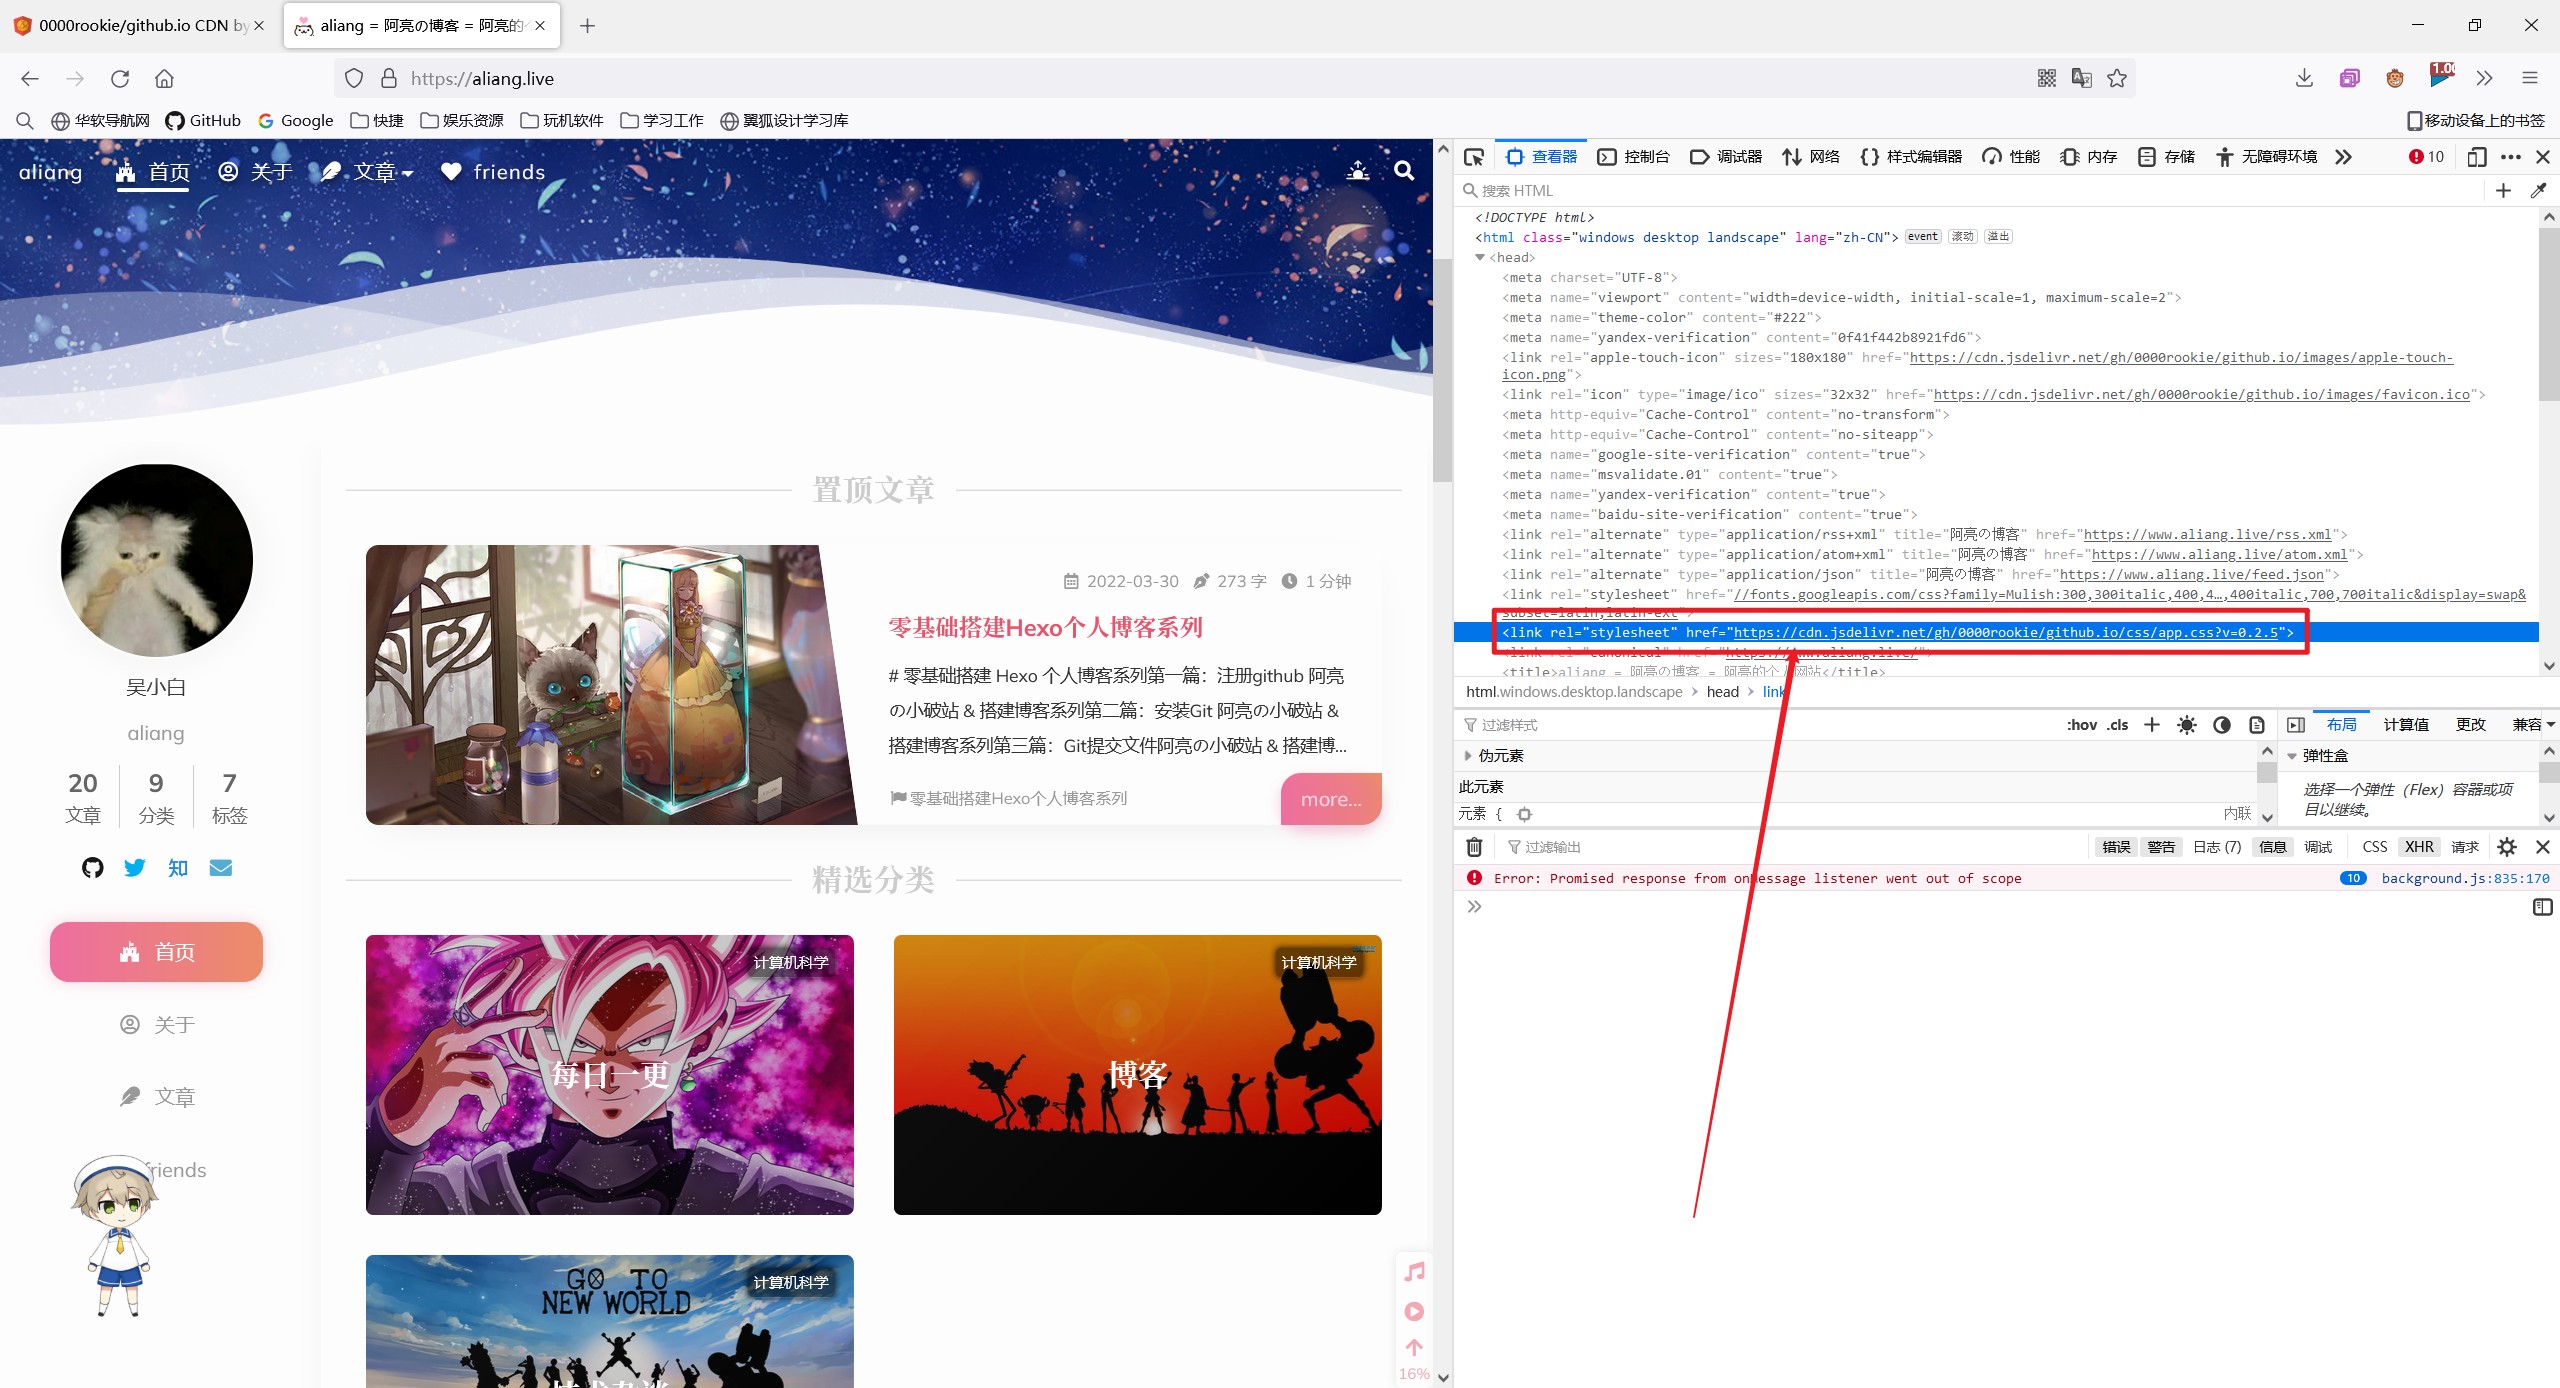 0000rookie/github.io CDN by
aliang = 阿亮の博客 = 阿亮的
https://aliang.live
1.00
华软导航网 GitHub Google 快捷 娱乐资源 玩机软件 学习工作 翼狐设计学习库 移动设备上的书签
aliang 首页 关于 文章 friends
置顶文章
2022-03-30 273 字 1 分钟
零基础搭建Hexo个人博客系列
# 零基础搭建 Hexo 个人博客系列第一篇：注册github 阿亮
の小破站 & 搭建博客系列第二篇：安装Git 阿亮の小破站 &
搭建博客系列第三篇：Git提交文件阿亮の小破站 & 搭建博...
零基础搭建Hexo个人博客系列
more...
吴小白
aliang
20 9 7
文章 分类 标签
知
首页
关于
文章
friends
精选分类
计算机科学
每日一更
计算机科学
博客
计算机科学
GO TO
NEW WORLD
16%
查看器 控制台 调试器 网络 样式编辑器 性能 内存 存储 无障碍环境 10
搜索 HTML
<!DOCTYPE html>
<html class="windows desktop landscape" lang="zh-CN"> event 滚动 溢出
<head>
<meta charset="UTF-8">
<meta name="viewport" content="width=device-width, initial-scale=1, maximum-scale=2">
<meta name="theme-color" content="#222">
<meta name="yandex-verification" content="0f41f442b8921fd6">
<link rel="apple-touch-icon" sizes="180x180" href="https://cdn.jsdelivr.net/gh/0000rookie/github.io/images/apple-touch-
icon.png">
<link rel="icon" type="image/ico" sizes="32x32" href="https://cdn.jsdelivr.net/gh/0000rookie/github.io/images/favicon.ico">
<meta http-equiv="Cache-Control" content="no-transform">
<meta http-equiv="Cache-Control" content="no-siteapp">
<meta name="google-site-verification" content="true">
<meta name="msvalidate.01" content="true">
<meta name="yandex-verification" content="true">
<meta name="baidu-site-verification" content="true">
<link rel="alternate" type="application/rss+xml" title="阿亮の博客" href="https://www.aliang.live/rss.xml">
<link rel="alternate" type="application/atom+xml" title="阿亮の博客" href="https://www.aliang.live/atom.xml">
<link rel="alternate" type="application/json" title="阿亮の博客" href="https://www.aliang.live/feed.json">
<link rel="stylesheet" href="//fonts.googleapis.com/css?family=Mulish:300,300italic,400,4…,400italic,700,700italic&display=swap&
subset=latin,latin-ext">
<link rel="stylesheet" href="https://cdn.jsdelivr.net/gh/0000rookie/github.io/css/app.css?v=0.2.5">
<link rel="canonical" href="https://www.aliang.live/">
<title>aliang = 阿亮の博客 = 阿亮的个人网站</title>
html.windows.desktop.landscape head link
过滤样式 :hov .cls
伪元素
此元素
元素 { 内联
布局 计算值 更改 兼容
弹性盒
选择一个弹性（Flex）容器或项
目以继续。
过滤输出 错误 警告 日志 (7) 信息 调试 CSS XHR 请求
Error: Promised response from onMessage listener went out of scope 10 background.js:835:170